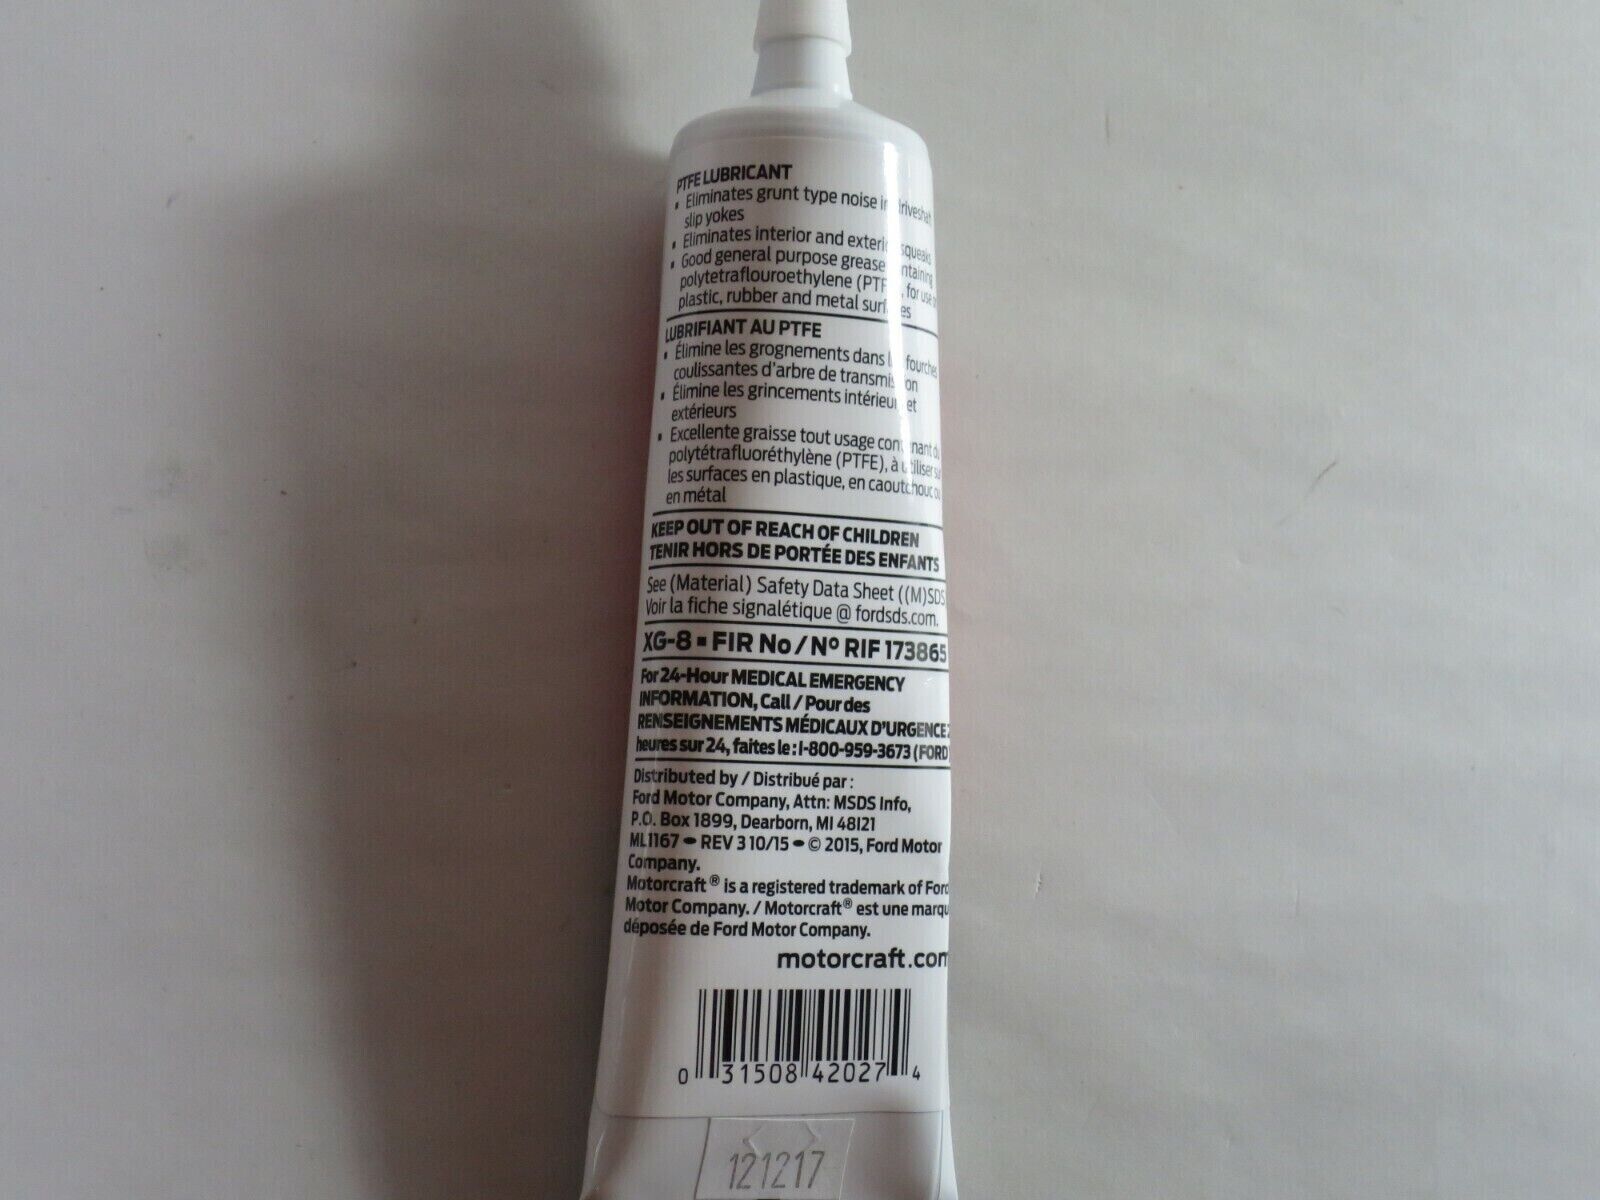 PTFE LUBRICANT
▪ Eliminates grunt type noise in driveshaft
slip yokes
▪ Eliminates interior and exterior squeaks
▪ Good general purpose grease containing
polytetraflouroethylene (PTFE), for use on
plastic, rubber and metal surfaces
LUBRIFIANT AU PTFE
▪ Élimine les grognements dans les fourches
coulissantes d'arbre de transmission
▪ Élimine les grincements intérieurs et
extérieurs
▪ Excellente graisse tout usage contenant du
polytétrafluoréthylène (PTFE), à utiliser sur
les surfaces en plastique, en caoutchouc ou
en métal
KEEP OUT OF REACH OF CHILDREN
TENIR HORS DE PORTÉE DES ENFANTS
See (Material) Safety Data Sheet ((M)SDS
Voir la fiche signalétique @ fordsds.com.
XG-8 ▪ FIR No / Nº RIF 173865
For 24-Hour MEDICAL EMERGENCY
INFORMATION, Call / Pour des
RENSEIGNEMENTS MÉDICAUX D'URGENCE 2
heures sur 24, faites le : 1-800-959-3673 (FORD)
Distributed by / Distribué par :
Ford Motor Company, Attn: MSDS Info,
P.O. Box 1899, Dearborn, MI 48121
ML1167 • REV 3 10/15 • © 2015, Ford Motor
Company.
Motorcraft® is a registered trademark of Ford
Motor Company. / Motorcraft® est une marque
déposée de Ford Motor Company.
motorcraft.com
0 31508 42027 4
121217